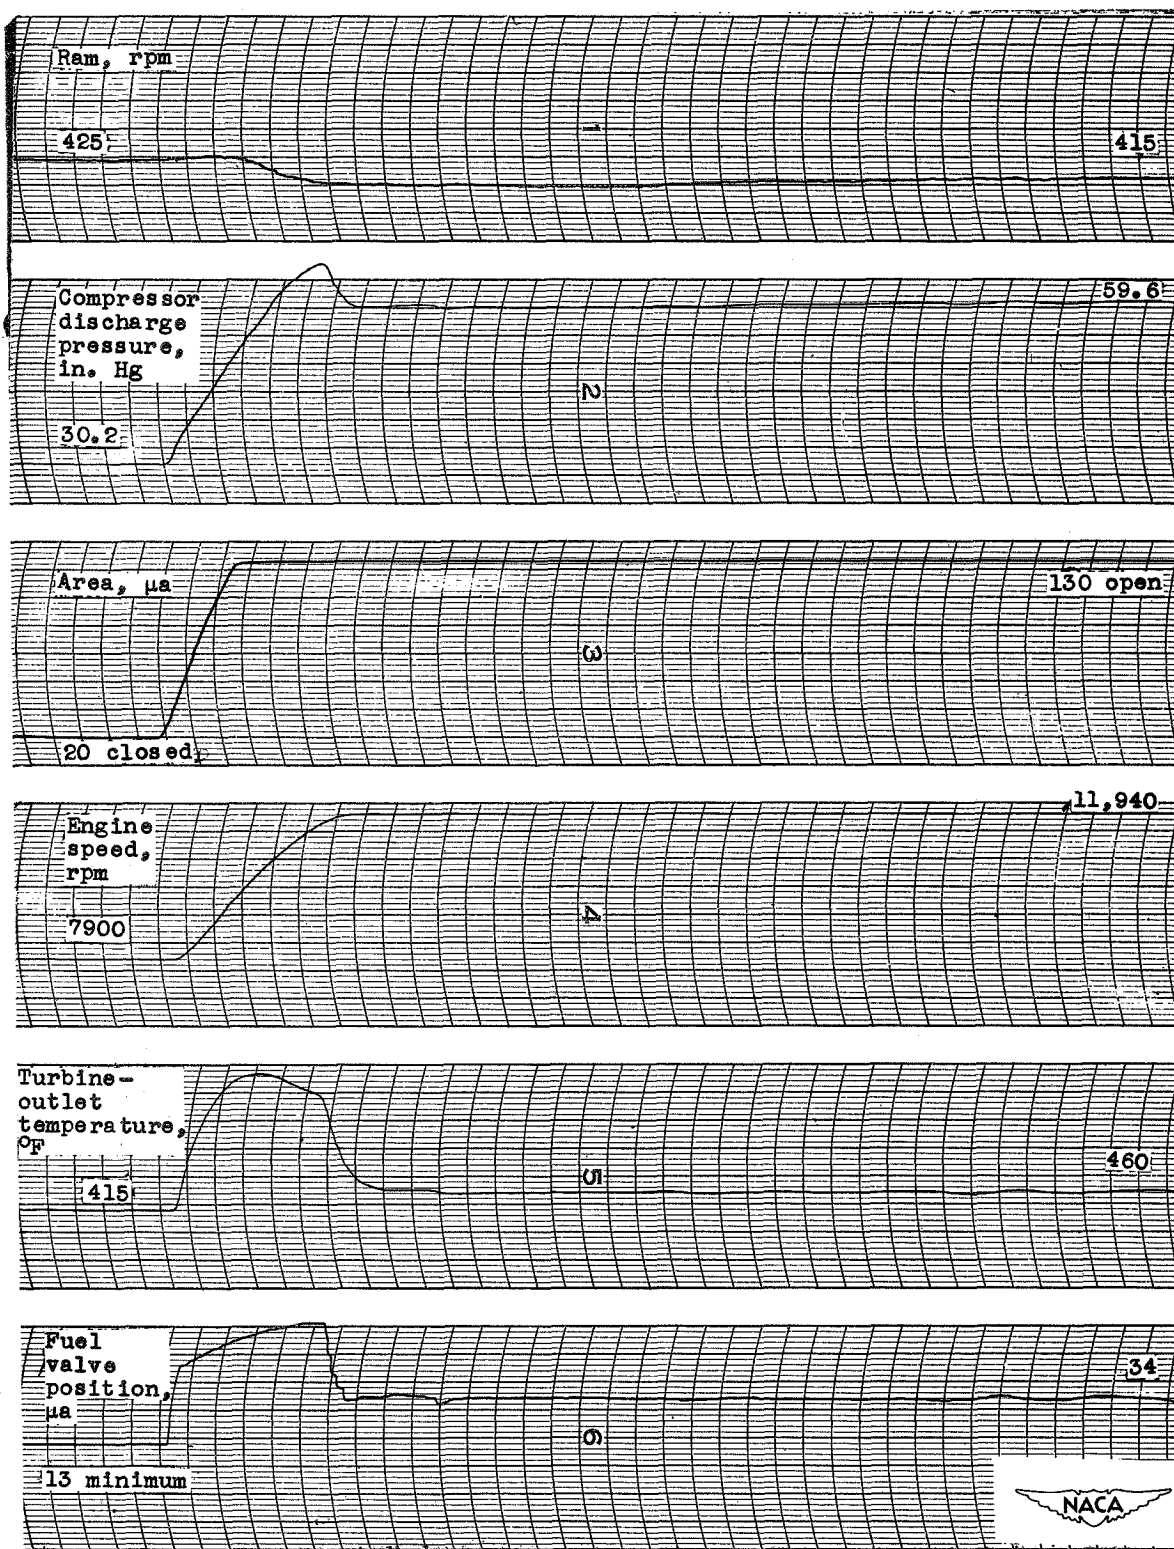 Ram, rpm
425
1
415
Compressor
discharge
pressure,
in. Hg
30.2
2
59.6
Area, μa
20 closed
3
130 open
Engine
speed,
rpm
7900
4
11,940
Turbine-
outlet
temperature,
°F
415
5
460
Fuel
valve
position,
μa
13 minimum
6
34
NACA